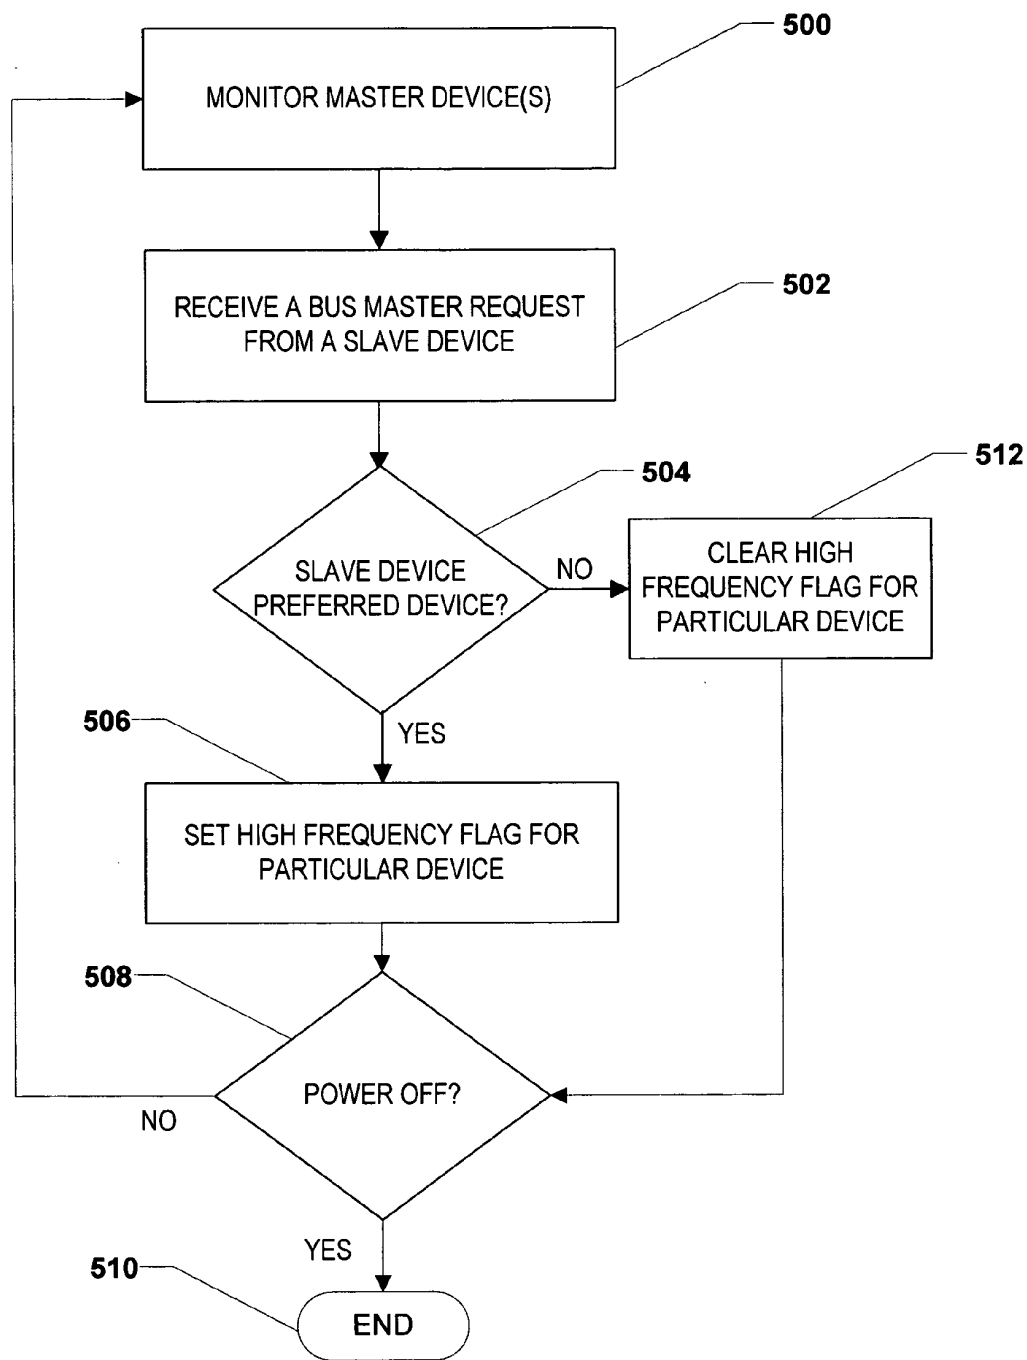 500
MONITOR MASTER DEVICE(S)
502
RECEIVE A BUS MASTER REQUEST
FROM A SLAVE DEVICE
504
512
SLAVE DEVICE
PREFERRED DEVICE?
NO
CLEAR HIGH
FREQUENCY FLAG FOR
PARTICULAR DEVICE
506
YES
SET HIGH FREQUENCY FLAG FOR
PARTICULAR DEVICE
508
POWER OFF?
NO
YES
510
END